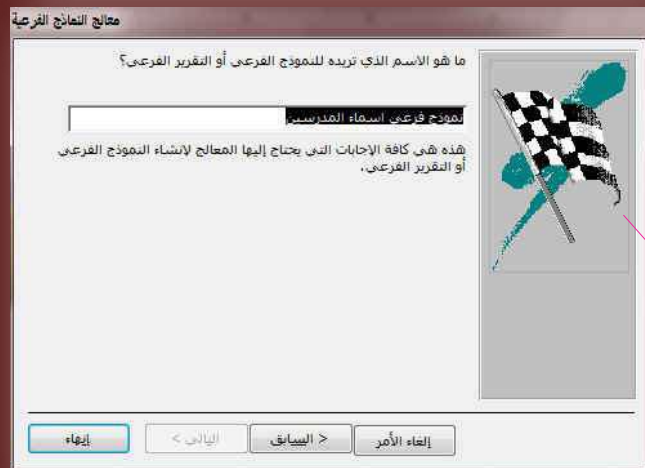 معالج النماذج الفرعية
ما هو الاسم الذي تريده للنموذج الفرعي أو التقرير الفرعي؟
نموذج فرعي اسماء المدرسين
هذه هي كافة الإجابات التي يحتاج إليها المعالج لإنشاء النموذج الفرعي
أو التقرير الفرعي.
إلغاء الأمر
< السابق
التالي >
إنهاء